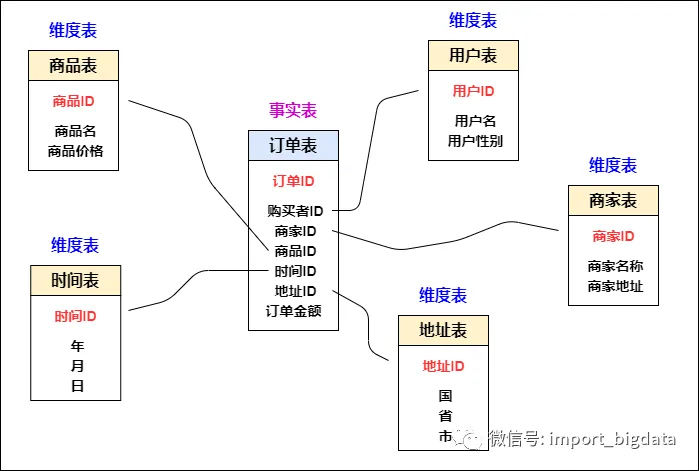 维度表
商品表
商品ID
商品名
商品价格
维度表
用户表
用户ID
用户名
用户性别
事实表
订单表
订单ID
购买者ID
商家ID
商品ID
时间ID
地址ID
订单金额
维度表
商家表
商家ID
商家名称
商家地址
维度表
时间表
时间ID
年
月
日
维度表
地址表
地址ID
国
省
市
微信号: import_bigdata